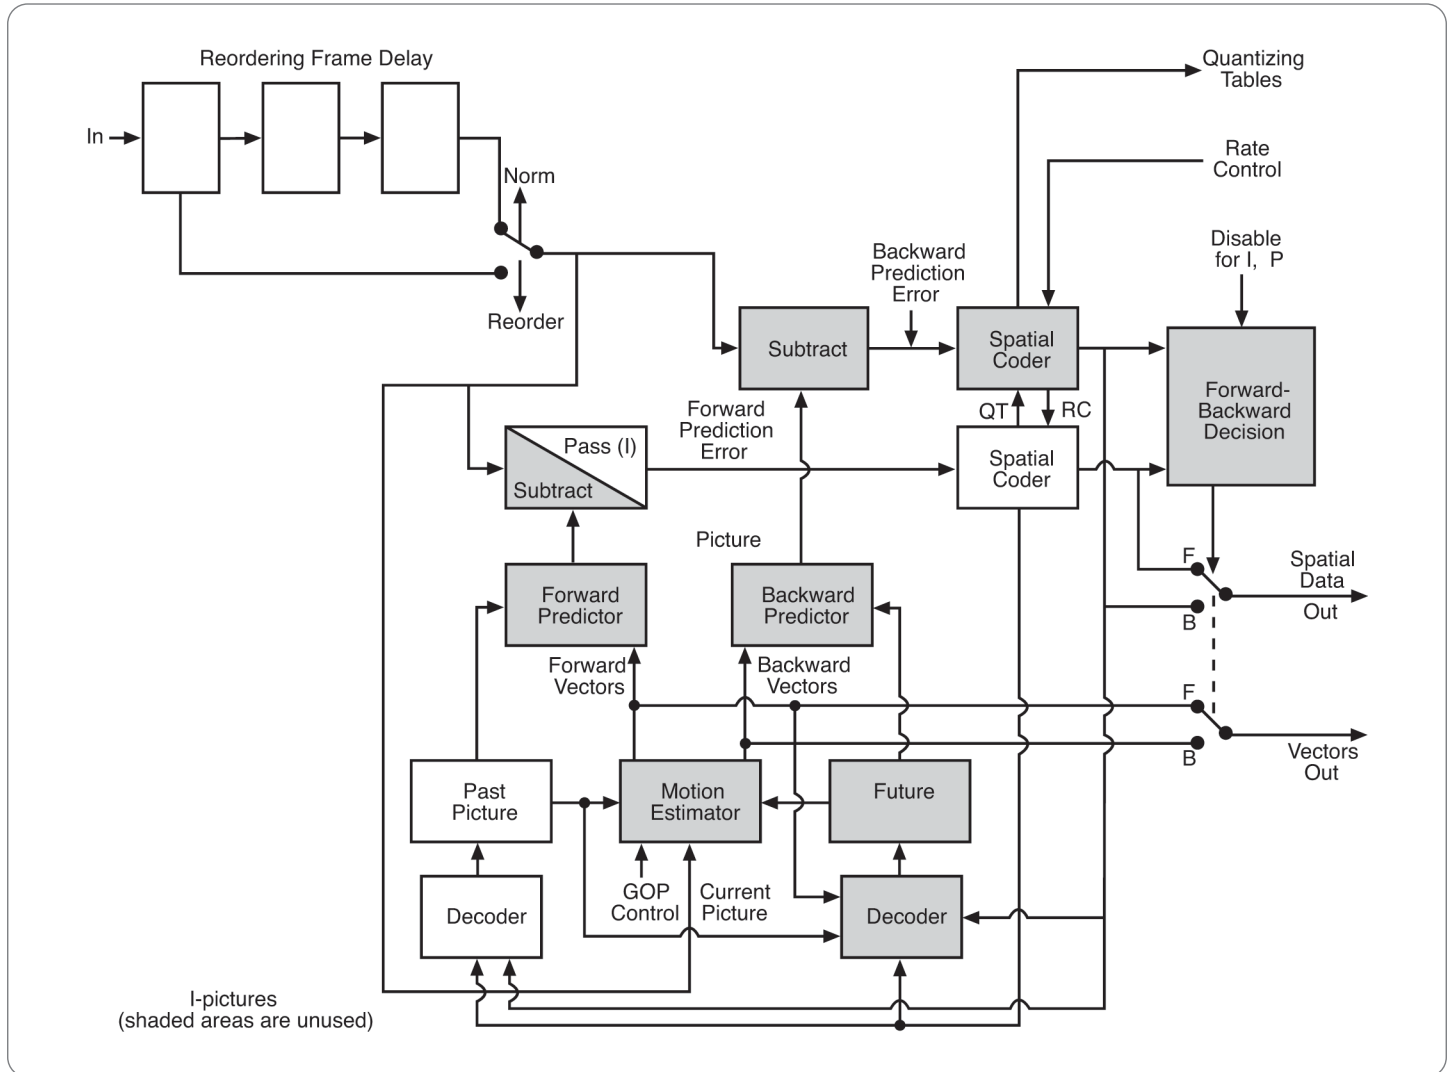 Reordering Frame Delay
Quantizing
Tables
In
Rate
Control
Norm
Disable
for I,  P
Backward
Prediction
Error
Reorder
Subtract
Spatial
Coder
Forward-
Backward
Decision
QT
RC
Forward
Prediction
Error
Pass (I)
Subtract
Spatial
Coder
Picture
F
Spatial
Data
Out
B
Forward
Predictor
Backward
Predictor
Forward
Vectors
Backward
Vectors
F
B
Vectors
Out
Past
Picture
Motion
Estimator
Future
GOP
Control
Current
Picture
Decoder
Decoder
I-pictures
(shaded areas are unused)